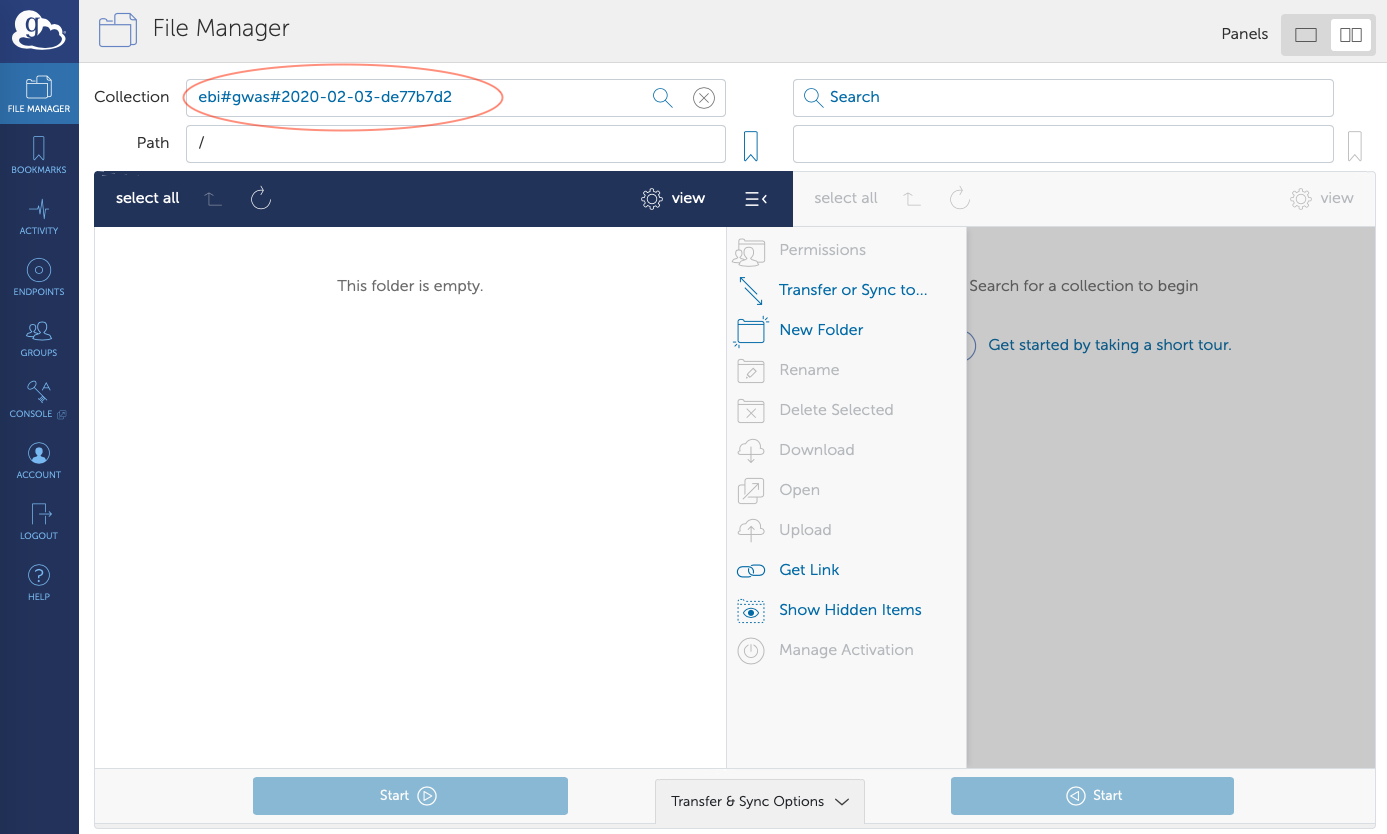 g
File Manager
Panels
FILE MANAGER
BOOKMARKS
ACTIVITY
ENDPOINTS
GROUPS
CONSOLE
ACCOUNT
LOGOUT
HELP
Collection
ebi#gwas#2020-02-03-de77b7d2
Path
/
Search
select all
view
select all
view
This folder is empty.
Permissions
Transfer or Sync to...
New Folder
Rename
Delete Selected
Download
Open
Upload
Get Link
Show Hidden Items
Manage Activation
Search for a collection to begin
Get started by taking a short tour.
Start
Transfer & Sync Options
Start